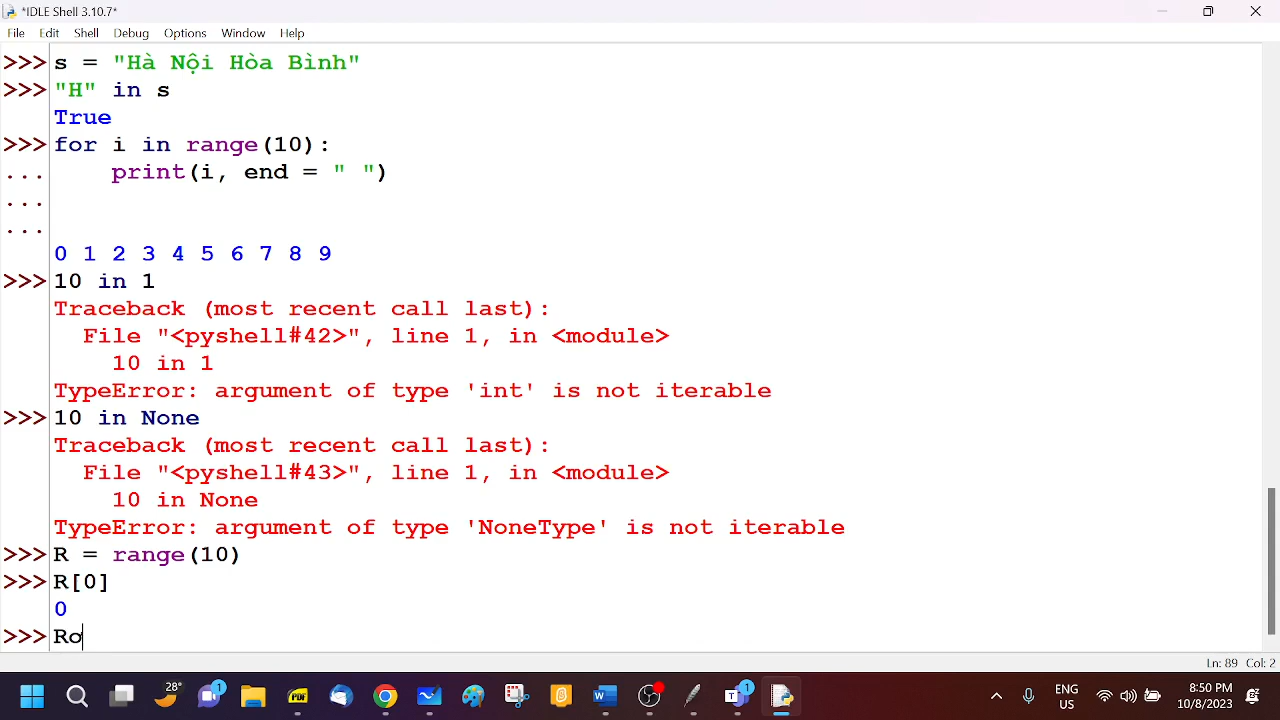 *IDLE Shell 3.10.7*
File Edit Shell Debug Options Window Help
>>> s = "Hà Nội Hòa Bình"
>>> "H" in s
True
>>> for i in range(10):
...     print(i, end = " ")
...
...
0 1 2 3 4 5 6 7 8 9
>>> 10 in 1
Traceback (most recent call last):
  File "<pyshell#42>", line 1, in <module>
    10 in 1
TypeError: argument of type 'int' is not iterable
>>> 10 in None
Traceback (most recent call last):
  File "<pyshell#43>", line 1, in <module>
    10 in None
TypeError: argument of type 'NoneType' is not iterable
>>> R = range(10)
>>> R[0]
0
>>> Ro
Ln: 89 Col: 2
28° 1 PDF W T 1 ENG US 8:50 PM 10/8/2023